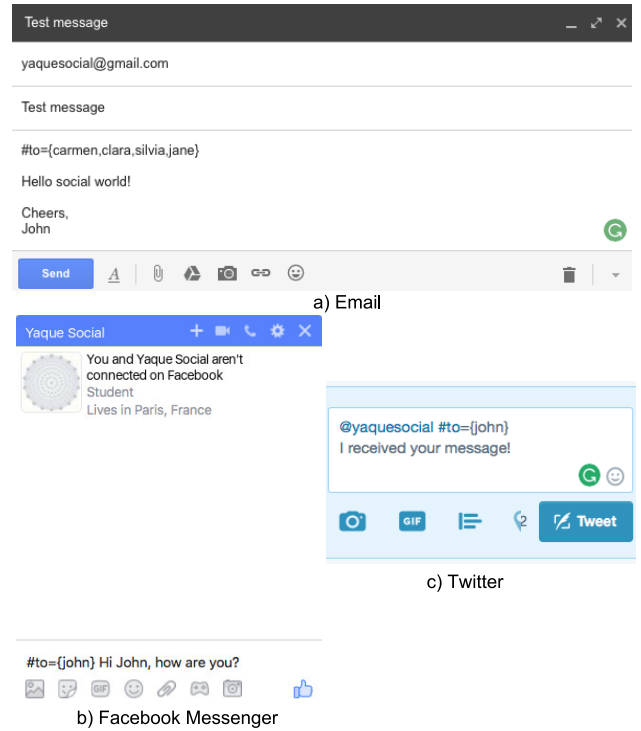 Test message
yaquesocial@gmail.com
Test message
#to={carmen,clara,silvia,jane}
Hello social world!
Cheers,
John
Send
A
a) Email
Yaque Social
You and Yaque Social aren't
connected on Facebook
Student
Lives in Paris, France
#to={john} Hi John, how are you?
GIF
b) Facebook Messenger
@yaquesocial #to={john}
I received your message!
GIF
2
Tweet
c) Twitter